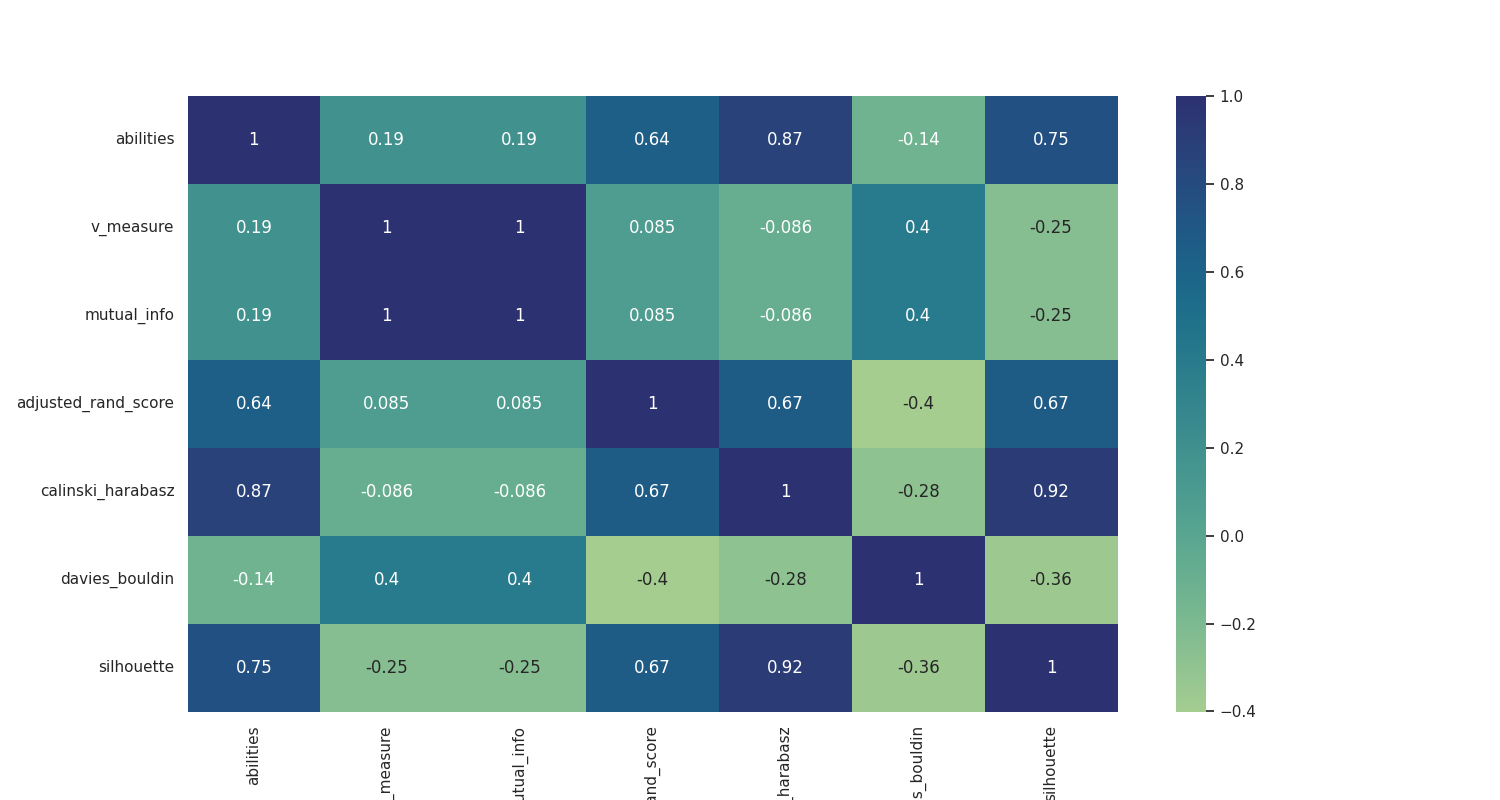 abilities 1 0.19 0.19 0.64 0.87 -0.14 0.75
v_measure 0.19 1 1 0.085 -0.086 0.4 -0.25
mutual_info 0.19 1 1 0.085 -0.086 0.4 -0.25
adjusted_rand_score 0.64 0.085 0.085 1 0.67 -0.4 0.67
calinski_harabasz 0.87 -0.086 -0.086 0.67 1 -0.28 0.92
davies_bouldin -0.14 0.4 0.4 -0.4 -0.28 1 -0.36
silhouette 0.75 -0.25 -0.25 0.67 0.92 -0.36 1
abilities
_measure
utual_info
and_score
_harabasz
s_bouldin
silhouette
1.0
0.8
0.6
0.4
0.2
0.0
−0.2
−0.4